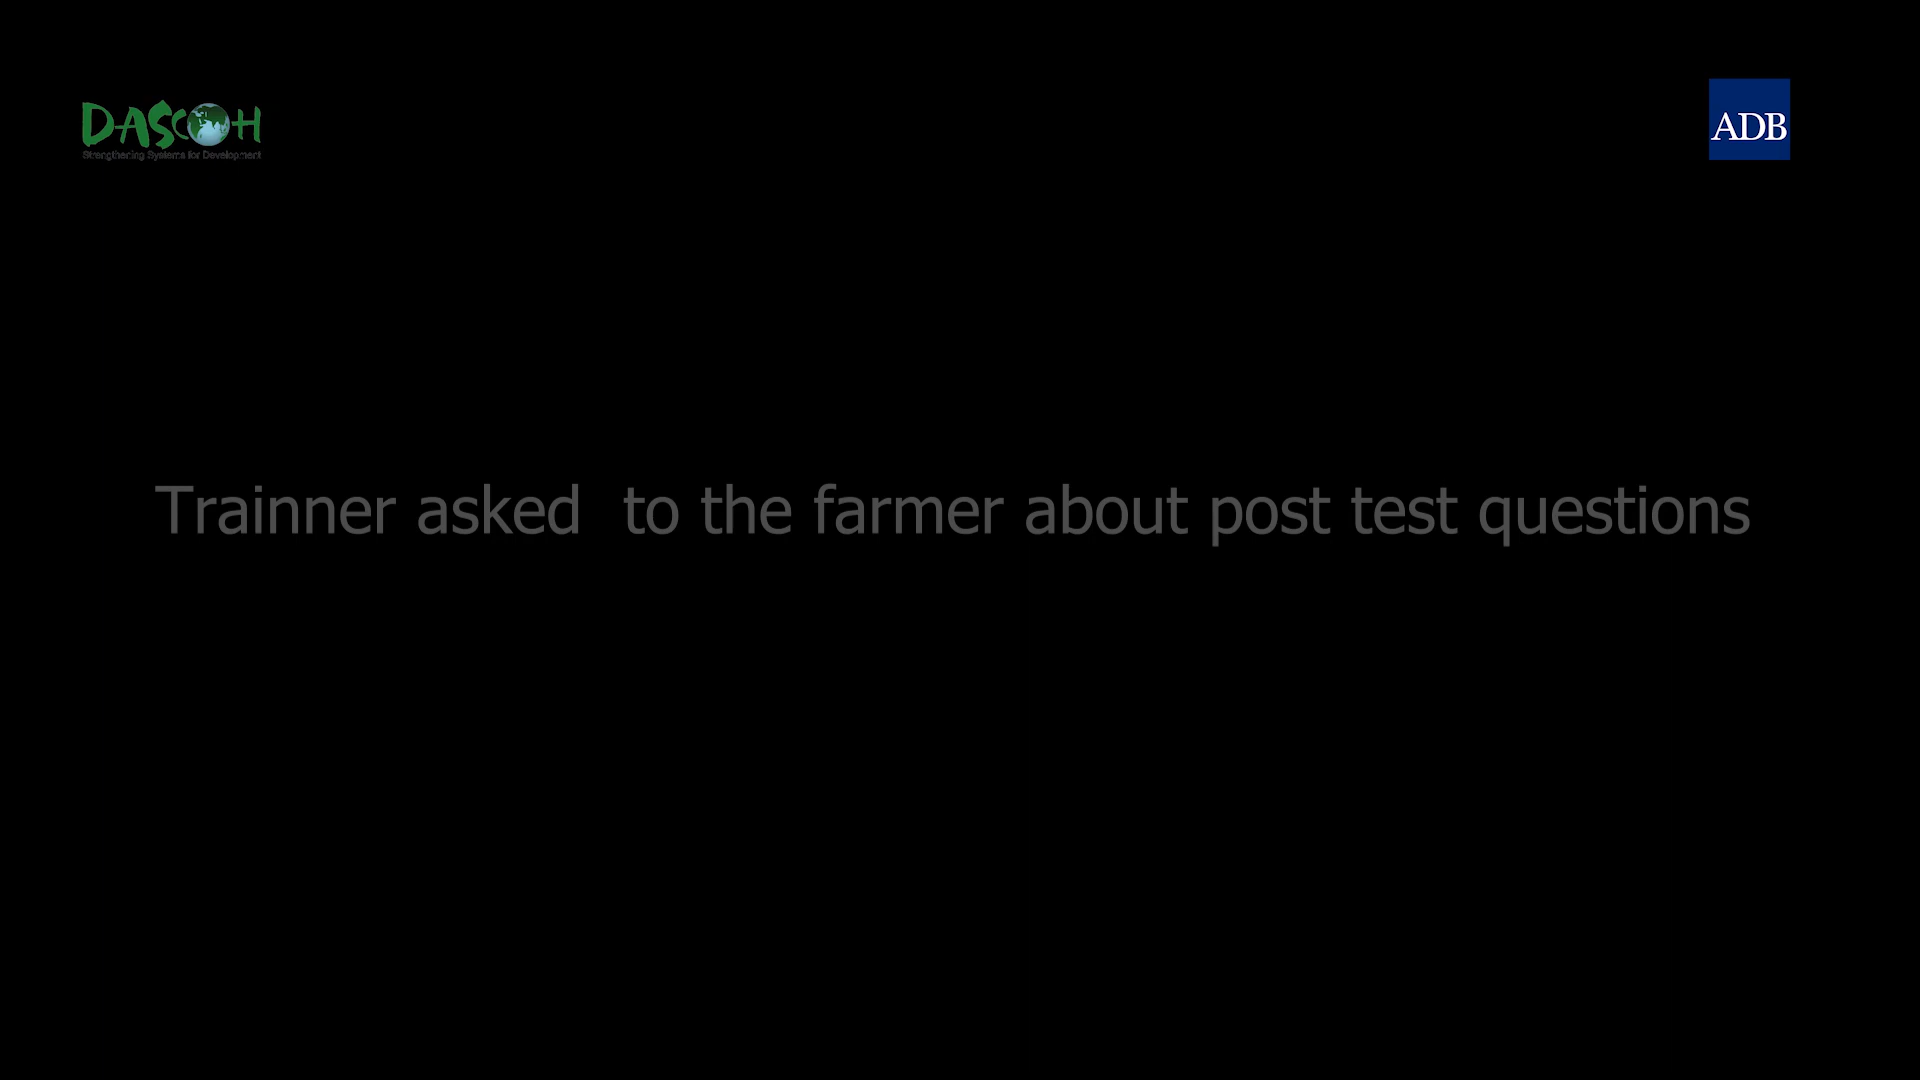 DASCOH
Strengthening Systems for Development
ADB
Trainner asked  to the farmer about post test questions